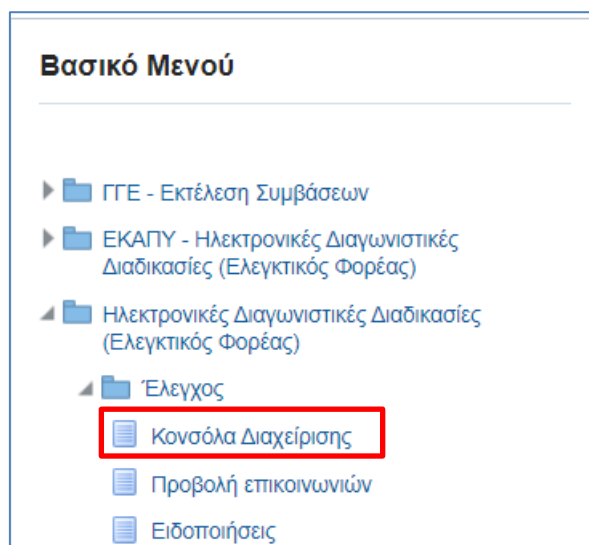 Βασικό Μενού
ΓΓΕ - Εκτέλεση Συμβάσεων
ΕΚΑΠΥ - Ηλεκτρονικές Διαγωνιστικές
Διαδικασίες (Ελεγκτικός Φορέας)
Ηλεκτρονικές Διαγωνιστικές Διαδικασίες
(Ελεγκτικός Φορέας)
Έλεγχος
Κονσόλα Διαχείρισης
Προβολή επικοινωνιών
Ειδοποιήσεις